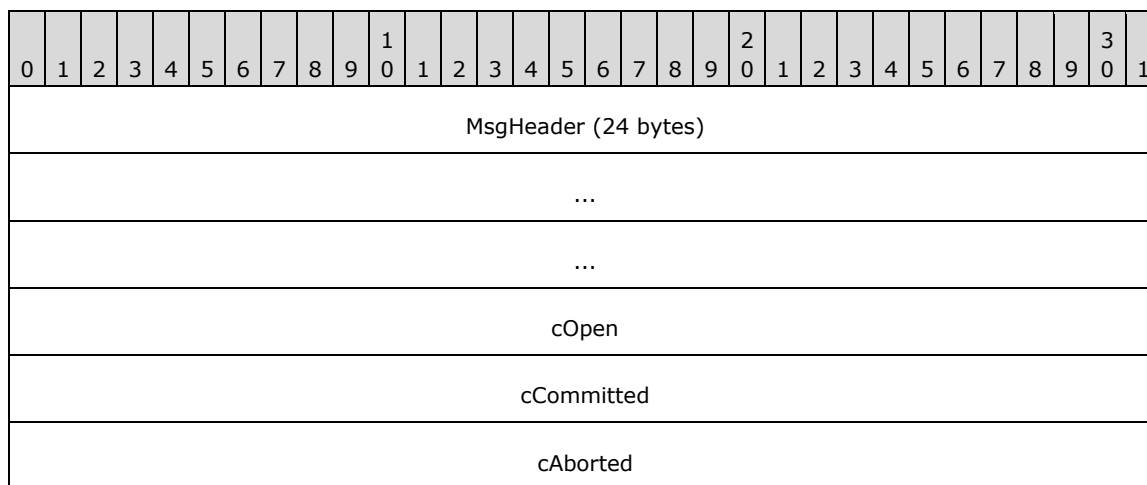 1 2 3
0 1 2 3 4 5 6 7 8 9 0 1 2 3 4 5 6 7 8 9 0 1 2 3 4 5 6 7 8 9 0 1
MsgHeader (24 bytes)
...
...
cOpen
cCommitted
cAborted